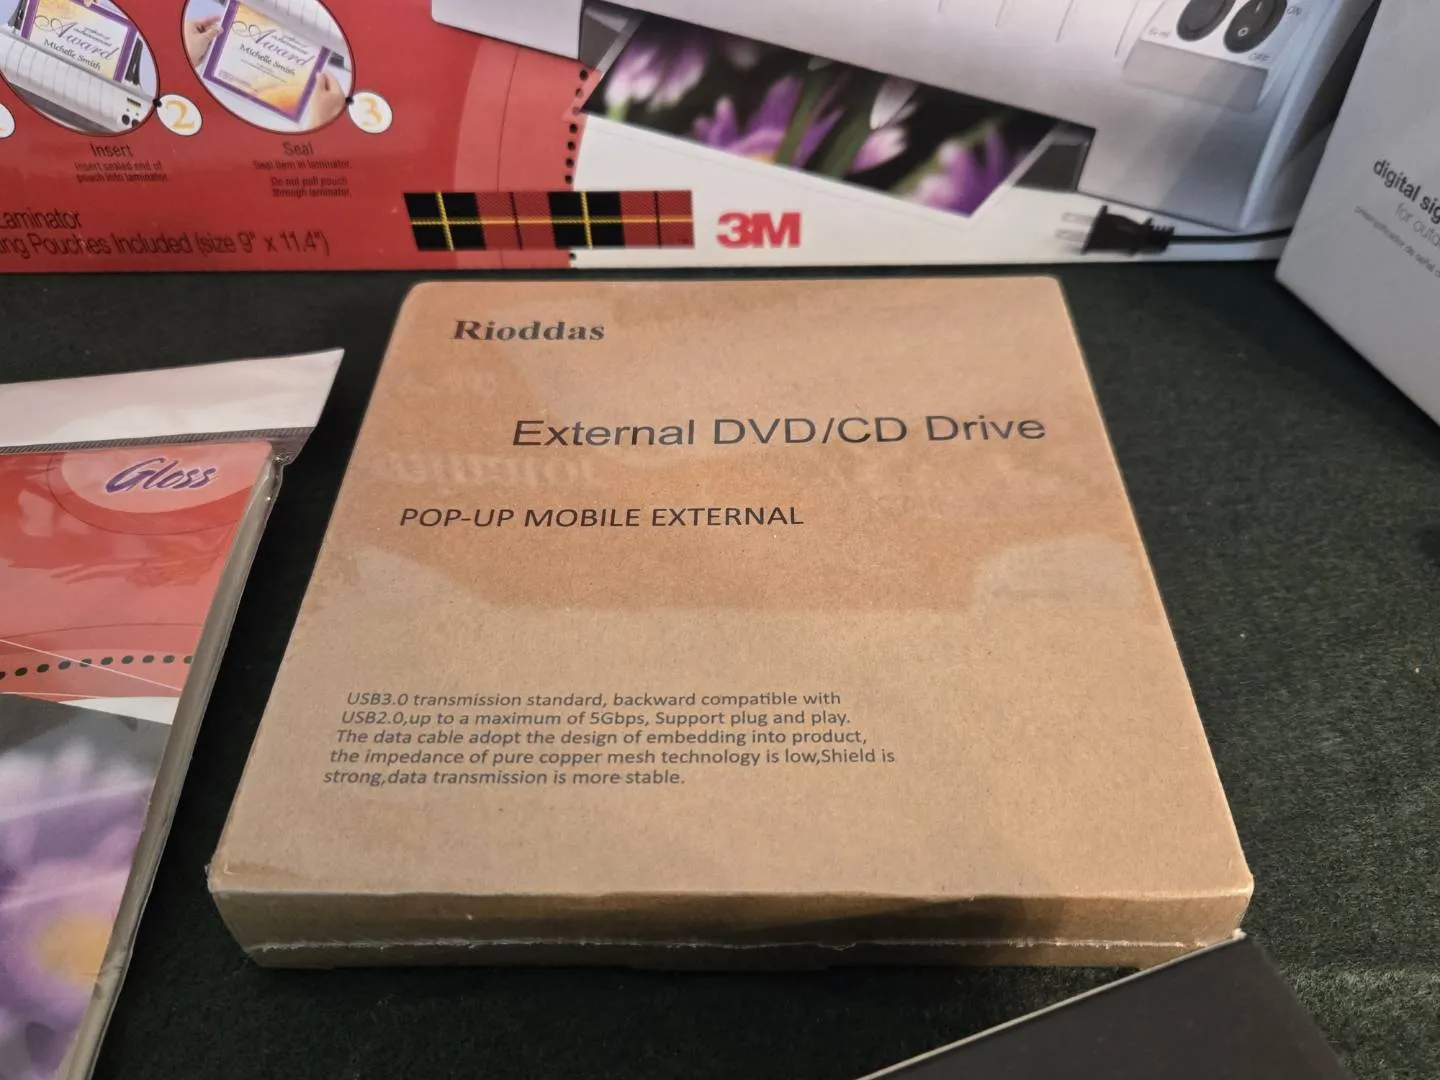 Award
Michelle Smith
Award
Michelle Smith
2
3
Insert
Insert sealed end of
pouch into laminator.
Seal
Seal item in laminator.
Do not pull pouch
through laminator.
Laminator
Pouches Included (size 9" x 11.4")
3M
ON
OFF
digital sig
for outd
Gloss
Rioddas
External DVD/CD Drive
POP-UP MOBILE EXTERNAL
USB3.0 transmission standard, backward compatible with
USB2.0,up to a maximum of 5Gbps, Support plug and play.
The data cable adopt the design of embedding into product,
the impedance of pure copper mesh technology is low,Shield is
strong,data transmission is more stable.